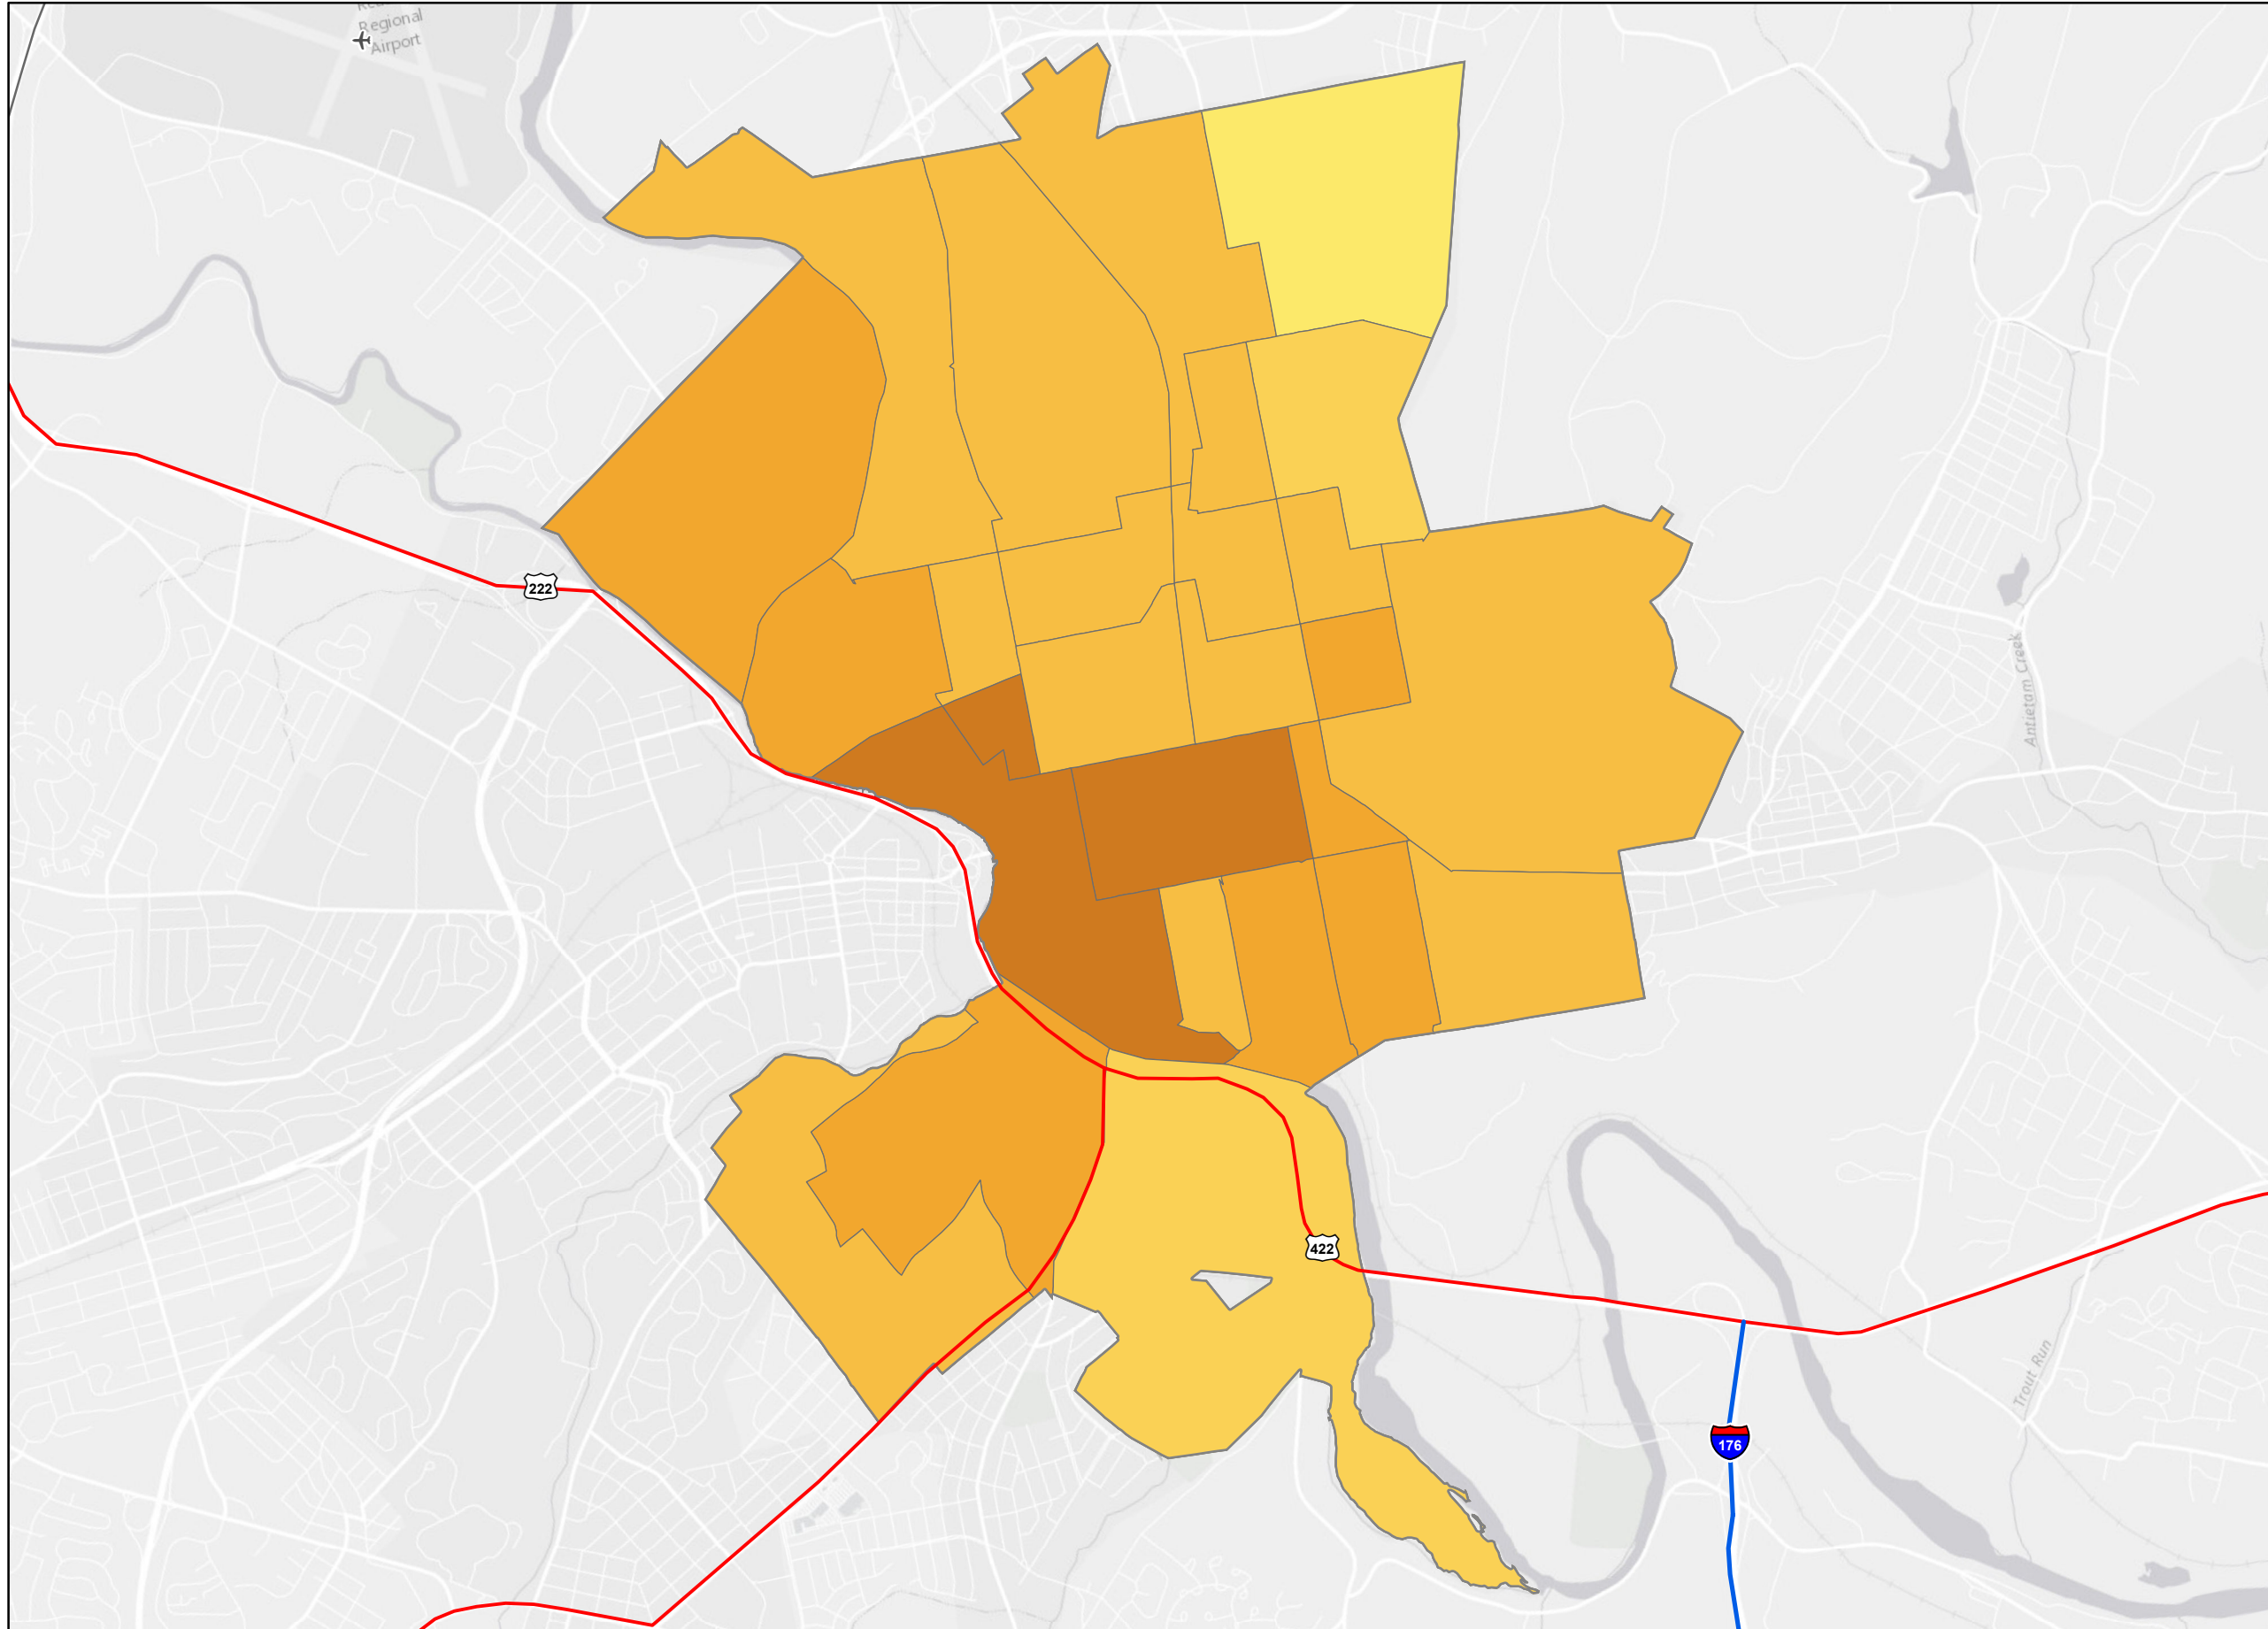 Regional
Airport
222
Antietam Creek
422
Trout Run
176